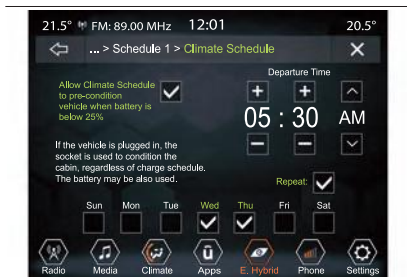 21.5° FM: 89.00 MHz 12:01 20.5°
... > Schedule 1 > Climate Schedule
Departure Time
Allow Climate Schedule
to pre-condition
vehicle when battery is
below 25%
05 : 30 AM
If the vehicle is plugged in, the
socket is used to condition the
cabin, regardless of charge schedule.
The battery may be also used.
Repeat:
Sun Mon Tue Wed Thu Fri Sat
Radio Media Climate Apps E. Hybrid Phone Settings